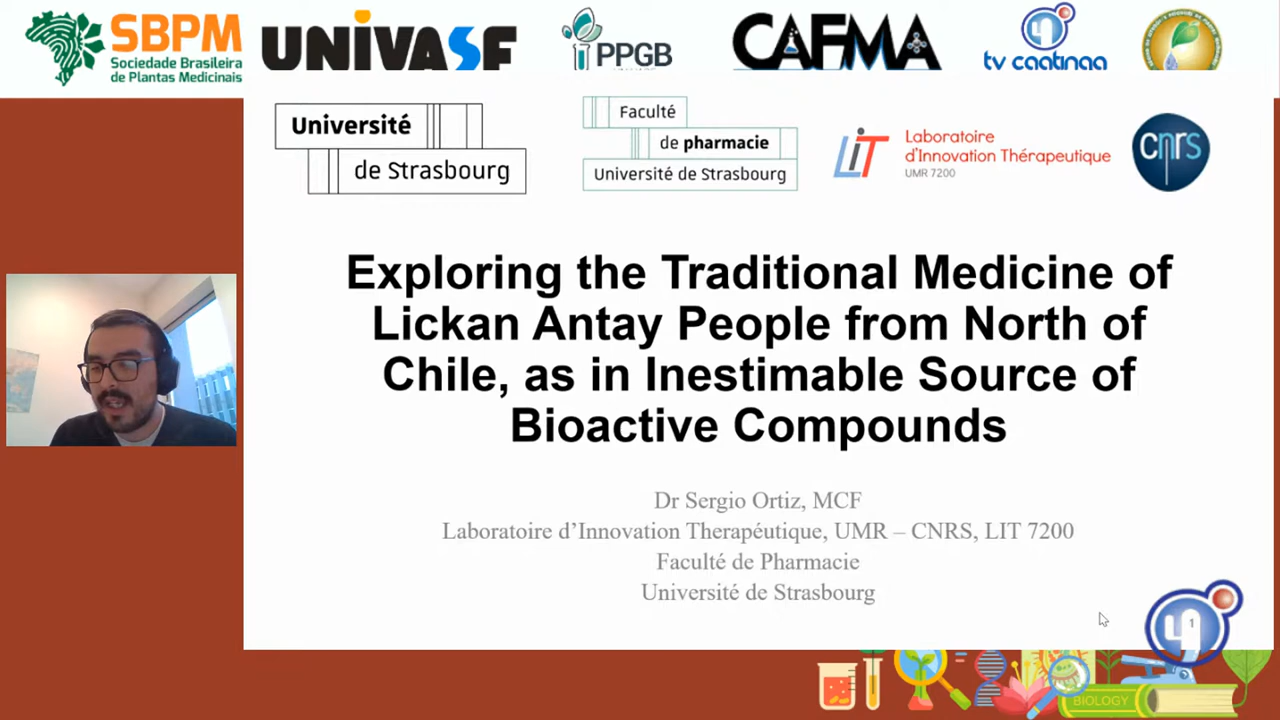 SBPM
Sociedade Brasileira
de Plantas Medicinais
UNIVASF
PPGB
CAFMA
tv caatinga
Université
de Strasbourg
Faculté
de pharmacie
Université de Strasbourg
LiT
Laboratoire
d'Innovation Thérapeutique
UMR 7200
cnrs
Exploring the Traditional Medicine of
Lickan Antay People from North of
Chile, as in Inestimable Source of
Bioactive Compounds
Dr Sergio Ortiz, MCF
Laboratoire d'Innovation Therapéutique, UMR – CNRS, LIT 7200
Faculté de Pharmacie
Université de Strasbourg
1
BIOLOGY